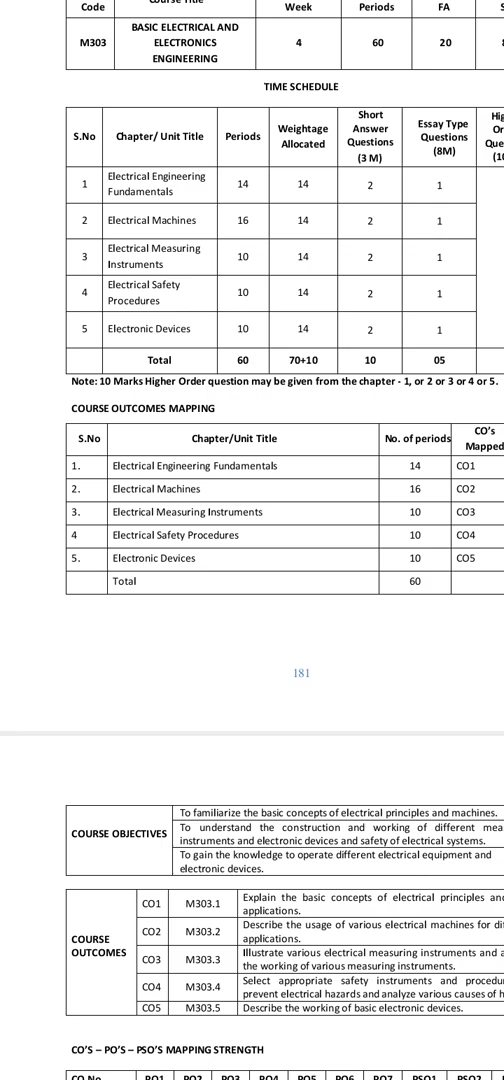 Code Week Periods FA
M303 BASIC ELECTRICAL AND ELECTRONICS ENGINEERING 4 60 20
TIME SCHEDULE
S.No Chapter/ Unit Title Periods Weightage Allocated Short Answer Questions (3 M) Essay Type Questions (8M)
1 Electrical Engineering Fundamentals 14 14 2 1
2 Electrical Machines 16 14 2 1
3 Electrical Measuring Instruments 10 14 2 1
4 Electrical Safety Procedures 10 14 2 1
5 Electronic Devices 10 14 2 1
Total 60 70+10 10 05
Note: 10 Marks Higher Order question may be given from the chapter - 1, or 2 or 3 or 4 or 5.
COURSE OUTCOMES MAPPING
S.No Chapter/Unit Title No. of periods CO's Mapped
1. Electrical Engineering Fundamentals 14 CO1
2. Electrical Machines 16 CO2
3. Electrical Measuring Instruments 10 CO3
4 Electrical Safety Procedures 10 CO4
5. Electronic Devices 10 CO5
Total 60
181
COURSE OBJECTIVES
To familiarize the basic concepts of electrical principles and machines.
To understand the construction and working of different mea
instruments and electronic devices and safety of electrical systems.
To gain the knowledge to operate different electrical equipment and
electronic devices.
COURSE OUTCOMES
CO1 M303.1 Explain the basic concepts of electrical principles an
applications.
CO2 M303.2 Describe the usage of various electrical machines for di
applications.
CO3 M303.3 Illustrate various electrical measuring instruments and a
the working of various measuring instruments.
CO4 M303.4 Select appropriate safety instruments and procedu
prevent electrical hazards and analyze various causes of h
CO5 M303.5 Describe the working of basic electronic devices.
CO'S – PO'S – PSO'S MAPPING STRENGTH
CO No PO1 PO2 PO3 PO4 PO5 PO6 PO7 PSO1 PSO2